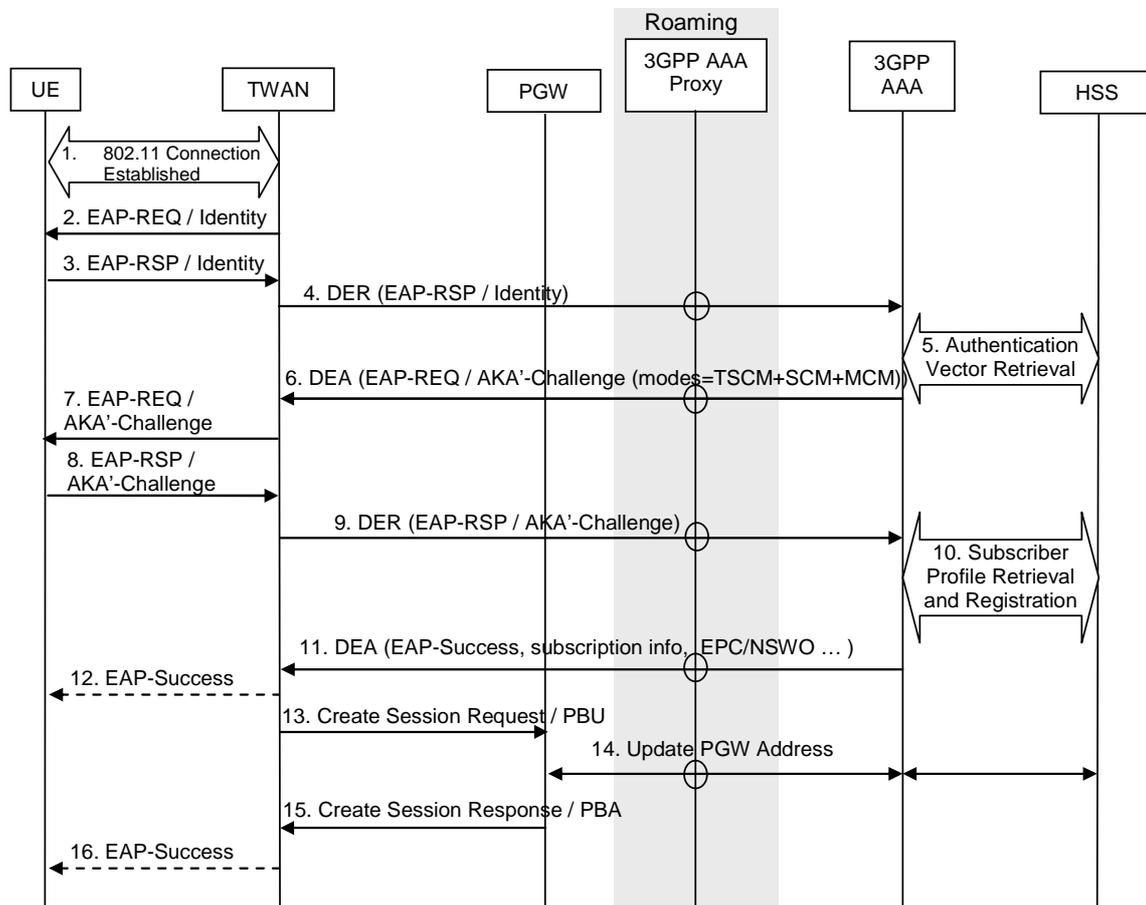 Roaming
UE
TWAN
PGW
3GPP AAA
Proxy
3GPP
AAA
HSS
1. 802.11 Connection
Established
2. EAP-REQ / Identity
3. EAP-RSP / Identity
4. DER (EAP-RSP / Identity)
5. Authentication
Vector Retrieval
6. DEA (EAP-REQ / AKA'-Challenge (modes=TSCM+SCM+MCM))
7. EAP-REQ /
AKA'-Challenge
8. EAP-RSP /
AKA'-Challenge
9. DER (EAP-RSP / AKA'-Challenge)
10. Subscriber
Profile Retrieval
and Registration
11. DEA (EAP-Success, subscription info, EPC/NSWO … )
12. EAP-Success
13. Create Session Request / PBU
14. Update PGW Address
15. Create Session Response / PBA
16. EAP-Success